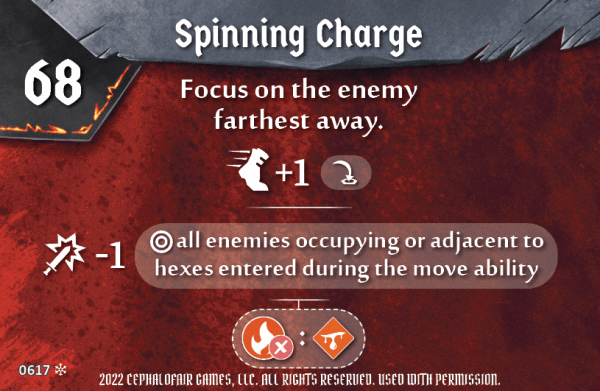 Spinning Charge
68
Focus on the enemy
farthest away.
+1
-1 all enemies occupying or adjacent to
hexes entered during the move ability
:
0617
2022 CEPHALOFAIR GAMES, LLC. ALL RIGHTS RESERVED. USED WITH PERMISSION.